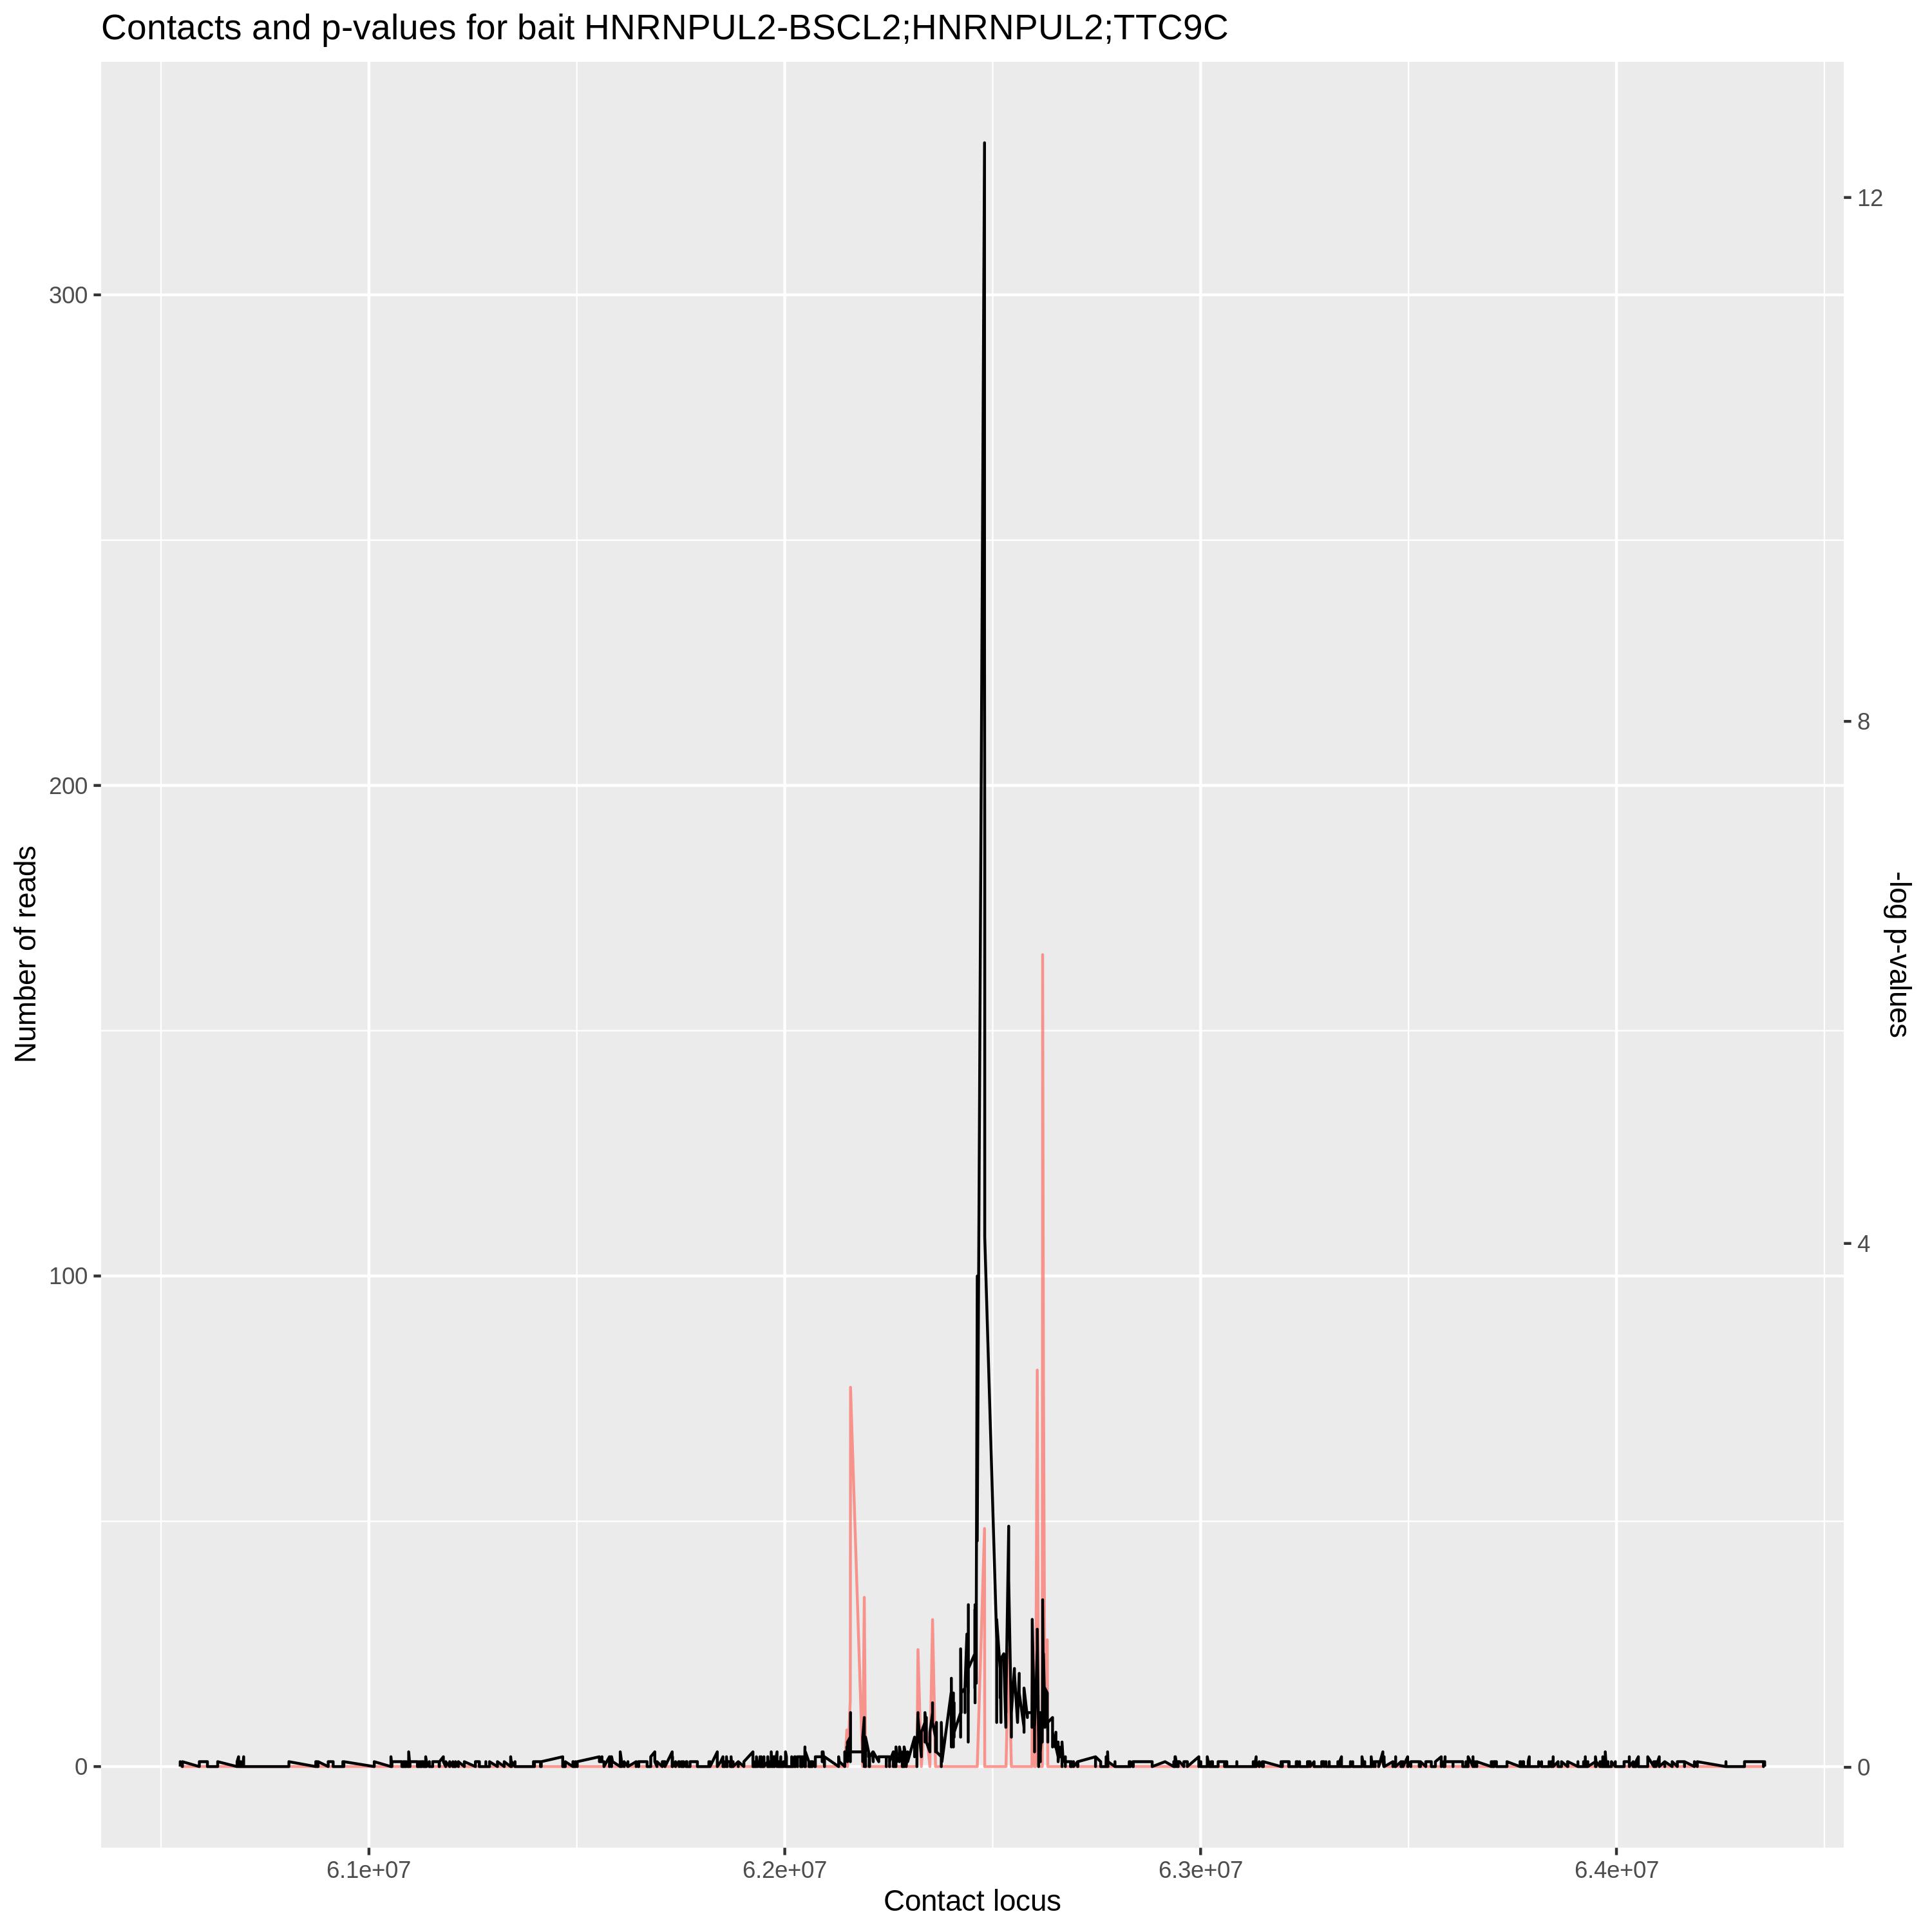 Contacts and p-values for bait HNRNPUL2-BSCL2;HNRNPUL2;TTC9C
300
200
100
0
Number of reads
12
8
4
0
-log p-values
6.1e+07
6.2e+07
6.3e+07
6.4e+07
Contact locus